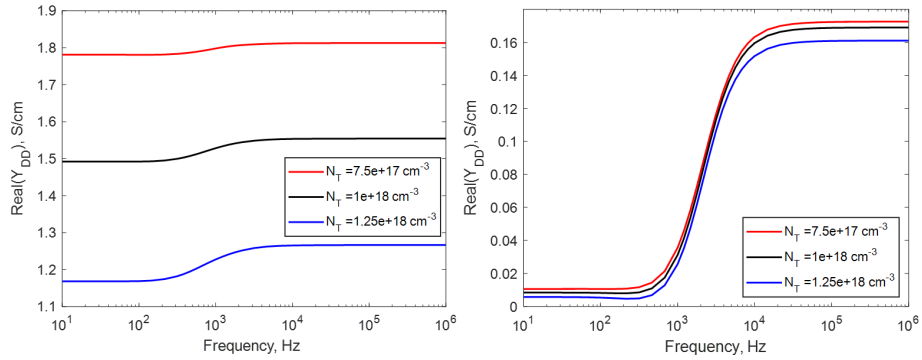 1.9
1.8
1.7
1.6
1.5
1.4
1.3
1.2
1.1
Real(Y_DD), S/cm
N_T =7.5e+17 cm^-3
N_T =1e+18 cm^-3
N_T =1.25e+18 cm^-3
10^1 10^2 10^3 10^4 10^5 10^6
Frequency, Hz
0.16
0.14
0.12
0.1
0.08
0.06
0.04
0.02
0
Real(Y_DD), S/cm
N_T =7.5e+17 cm^-3
N_T =1e+18 cm^-3
N_T =1.25e+18 cm^-3
10^1 10^2 10^3 10^4 10^5 10^6
Frequency, Hz